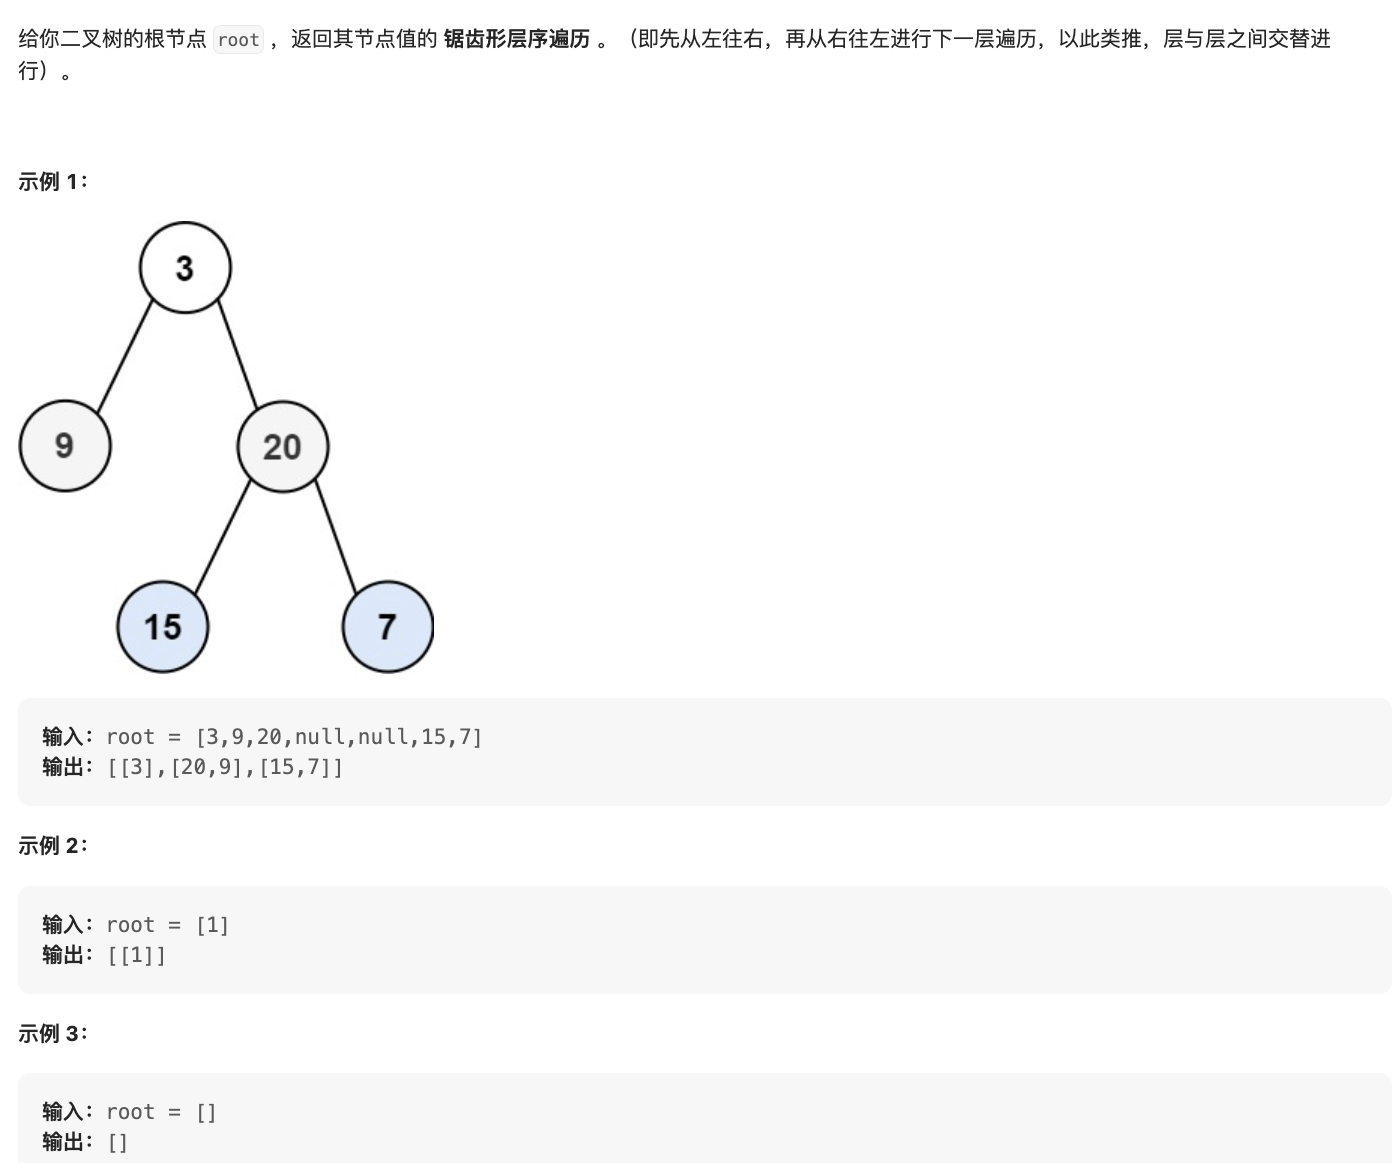 给你二叉树的根节点 root ，返回其节点值的 锯齿形层序遍历 。（即先从左往右，再从右往左进行下一层遍历，以此类推，层与层之间交替进
行）。
示例 1：
3
9
20
15
7
输入：root = [3,9,20,null,null,15,7]
输出：[[3],[20,9],[15,7]]
示例 2：
输入：root = [1]
输出：[[1]]
示例 3：
输入：root = []
输出：[]